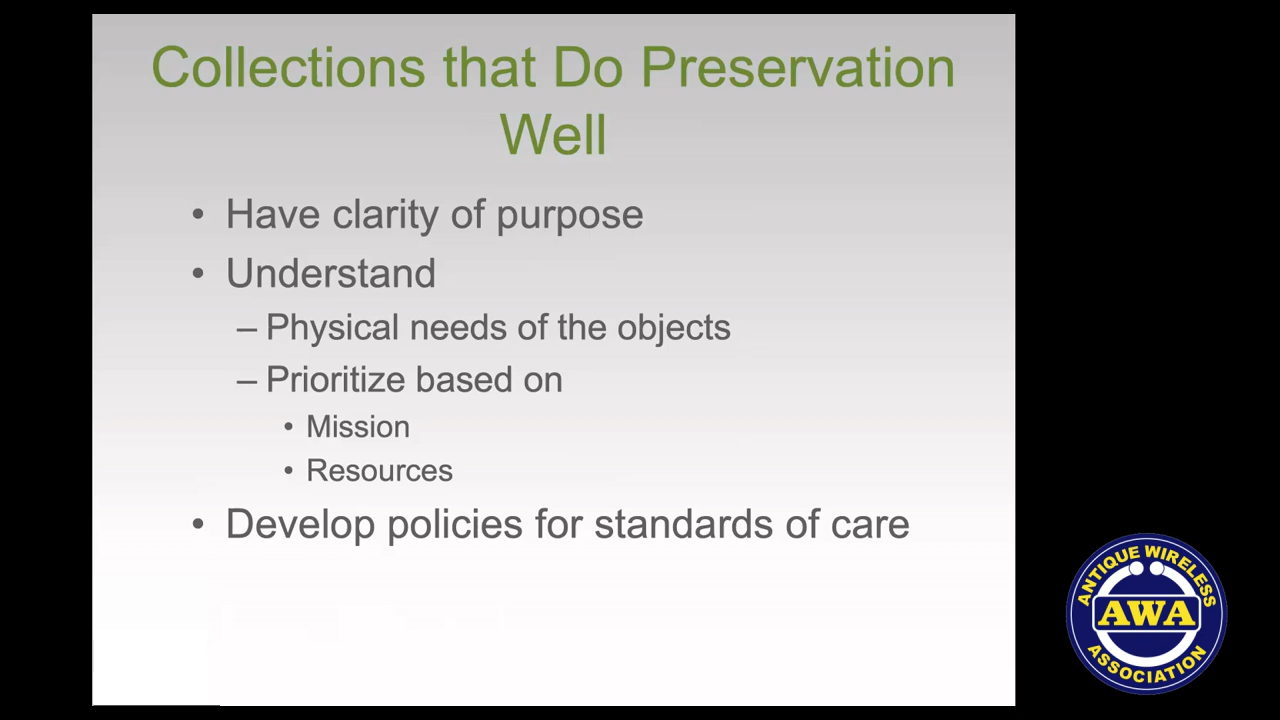 Collections that Do Preservation
Well
• Have clarity of purpose
• Understand
– Physical needs of the objects
– Prioritize based on
• Mission
• Resources
• Develop policies for standards of care
ANTIQUE WIRELESS
AWA
ASSOCIATION